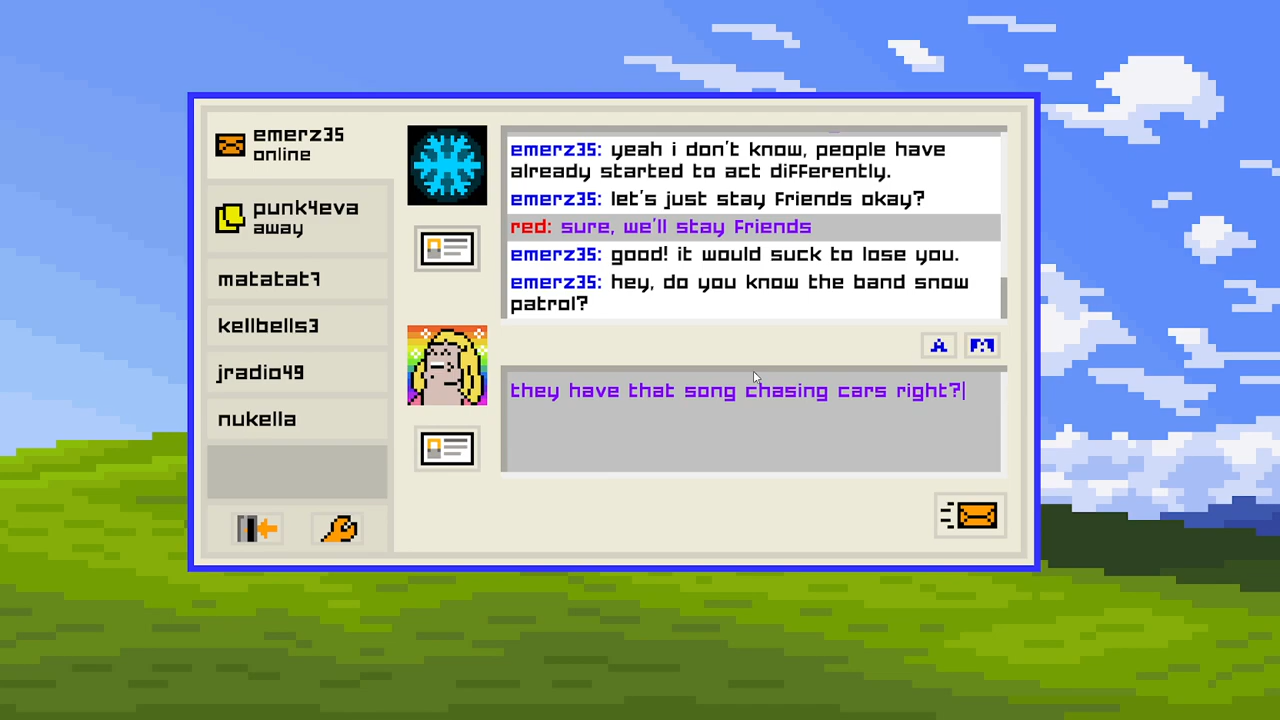 emerz35
online
punk4eva
away
matatat7
kellbells3
jradio49
nukella
emerz35: yeah i don't know, people have
already started to act differently.
emerz35: let's just stay friends okay?
red: sure, we'll stay friends
emerz35: good! it would suck to lose you.
emerz35: hey, do you know the band snow
patrol?
A A
they have that song chasing cars right?